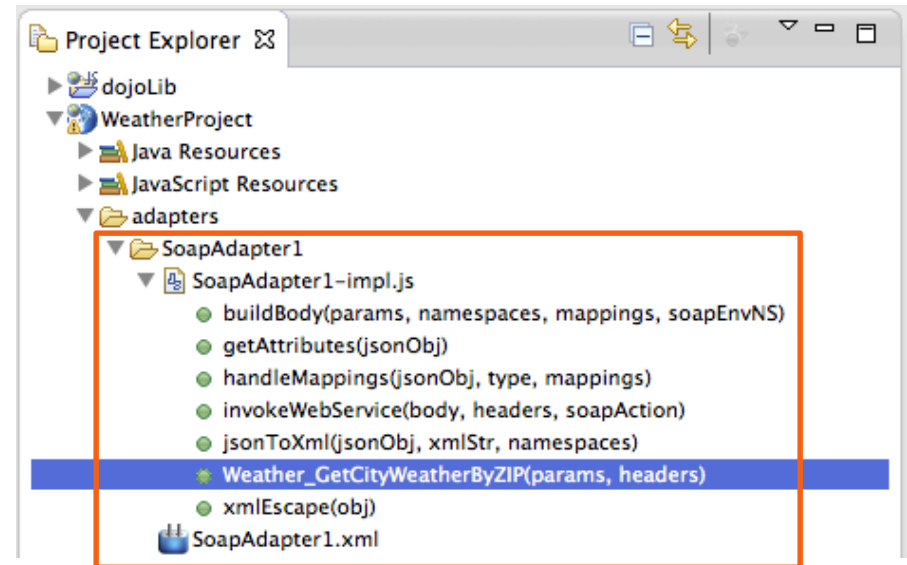 Project Explorer
dojoLib
WeatherProject
Java Resources
JavaScript Resources
adapters
SoapAdapter1
SoapAdapter1-impl.js
buildBody(params, namespaces, mappings, soapEnvNS)
getAttributes(jsonObj)
handleMappings(jsonObj, type, mappings)
invokeWebService(body, headers, soapAction)
jsonToXml(jsonObj, xmlStr, namespaces)
Weather_GetCityWeatherByZIP(params, headers)
xmlEscape(obj)
SoapAdapter1.xml